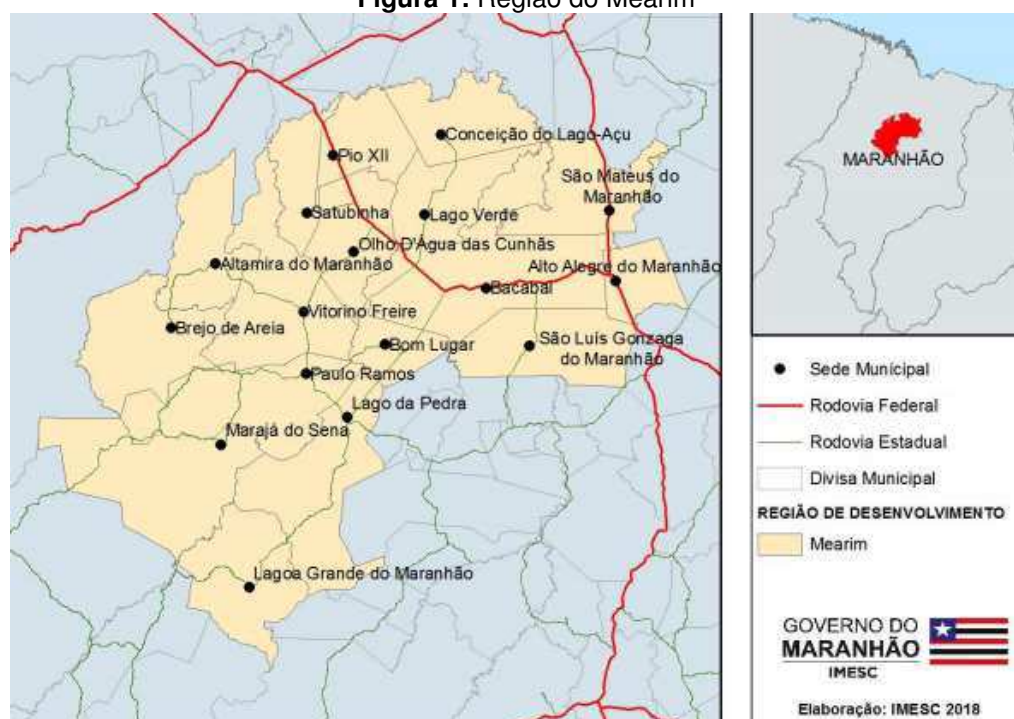 Figura 1: Região do Mearim
Conceição do Lago-Açu
Pio XII
São Mateus do
Maranhão
Satubinha
Lago Verde
Olho D'Água das Cunhãs
Altamira do Maranhão
Alto Alegre do Maranhão
Bacabal
Vitorino Freire
Brejo de Areia
Bom Lugar
São Luís Gonzaga
do Maranhão
Paulo Ramos
Lago da Pedra
Marajá do Sena
Lagoa Grande do Maranhão
MARANHÃO
Sede Municipal
Rodovia Federal
Rodovia Estadual
Divisa Municipal
REGIÃO DE DESENVOLVIMENTO
Mearim
GOVERNO DO
MARANHÃO
IMESC
Elaboração: IMESC 2018